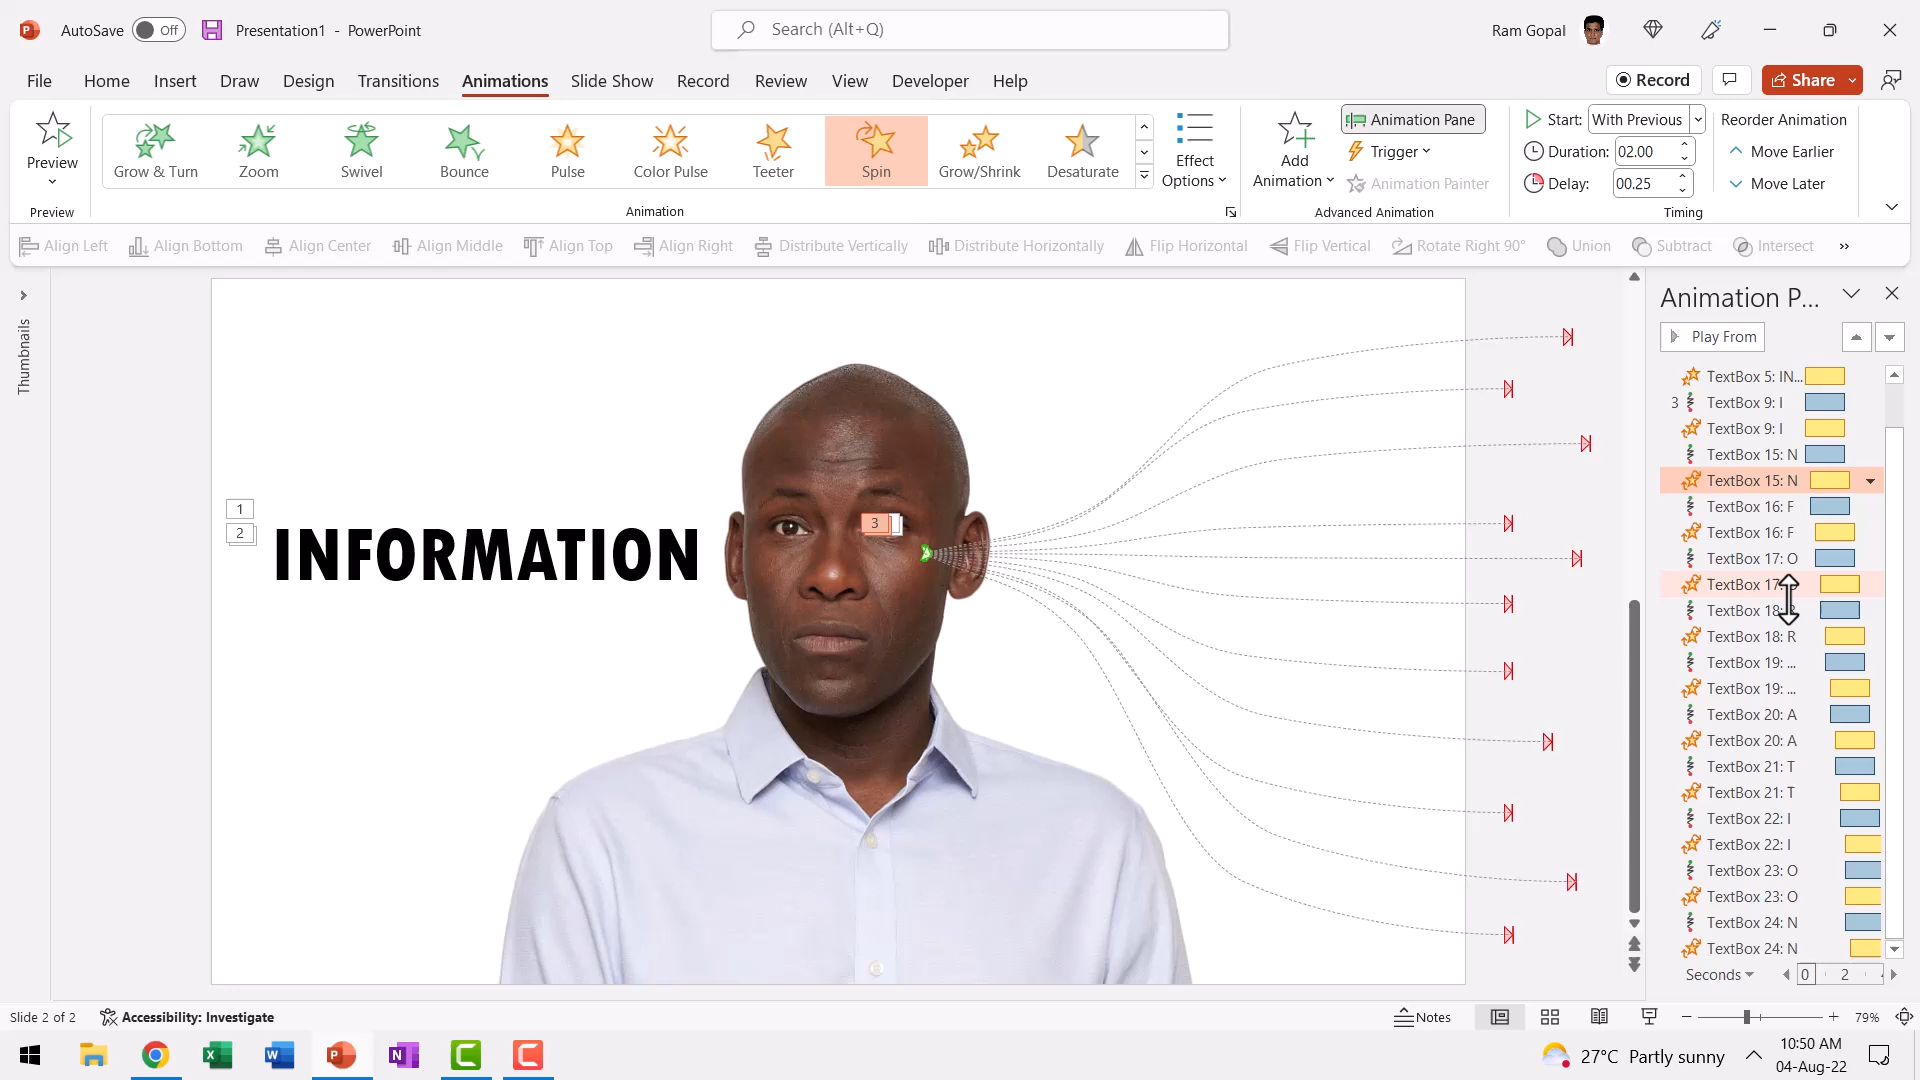 AutoSave Off Presentation1 - PowerPoint Search (Alt+Q) Ram Gopal
File Home Insert Draw Design Transitions Animations Slide Show Record Review View Developer Help Record Share
Preview
Preview
Grow & Turn Zoom Swivel Bounce Pulse Color Pulse Teeter Spin Grow/Shrink Desaturate
Animation
Effect
Options
Add
Animation
Animation Pane
Trigger
Animation Painter
Advanced Animation
Start: With Previous
Duration: 02.00
Delay: 00.25
Timing
Reorder Animation
Move Earlier
Move Later
Align Left Align Bottom Align Center Align Middle Align Top Align Right Distribute Vertically Distribute Horizontally Flip Horizontal Flip Vertical Rotate Right 90° Union Subtract Intersect »
Thumbnails
1
2
INFORMATION
3
Animation P...
Play From
TextBox 5: IN...
3 TextBox 9: I
TextBox 9: I
TextBox 15: N
TextBox 15: N
TextBox 16: F
TextBox 16: F
TextBox 17: O
TextBox 17
TextBox 18:
TextBox 18: R
TextBox 19: ...
TextBox 19: ...
TextBox 20: A
TextBox 20: A
TextBox 21: T
TextBox 21: T
TextBox 22: I
TextBox 22: I
TextBox 23: O
TextBox 23: O
TextBox 24: N
TextBox 24: N
Seconds 0 2
Slide 2 of 2 Accessibility: Investigate Notes 79%
27°C Partly sunny
10:50 AM
04-Aug-22